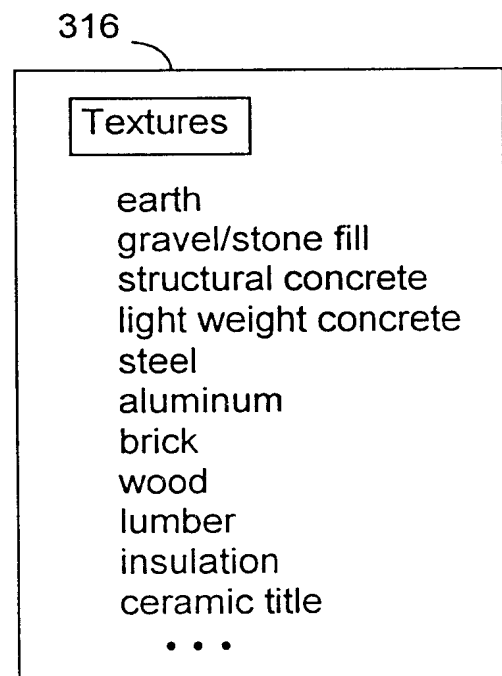 316
Textures
earth
gravel/stone fill
structural concrete
light weight concrete
steel
aluminum
brick
wood
lumber
insulation
ceramic title
• • •